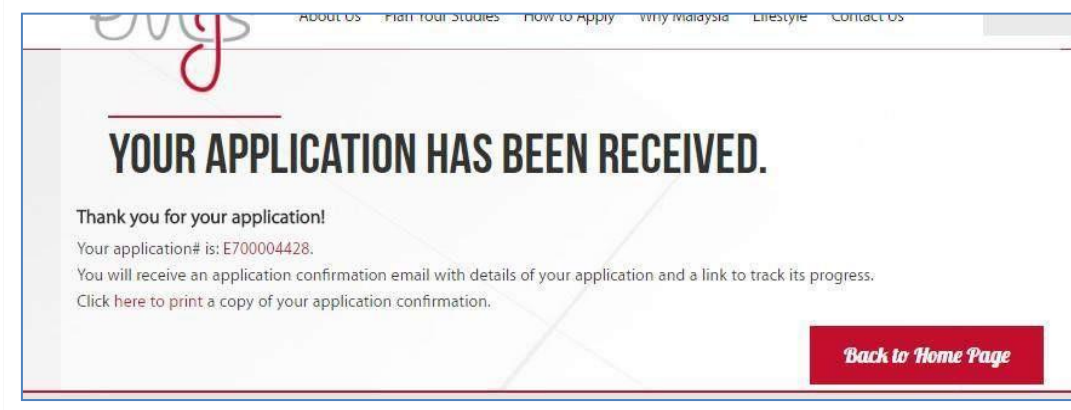 emgs
About Us Plan Your Studies How to Apply Why Malaysia Lifestyle Contact Us
YOUR APPLICATION HAS BEEN RECEIVED.
Thank you for your application!
Your application# is: E700004428.
You will receive an application confirmation email with details of your application and a link to track its progress.
Click here to print a copy of your application confirmation.
Back to Home Page